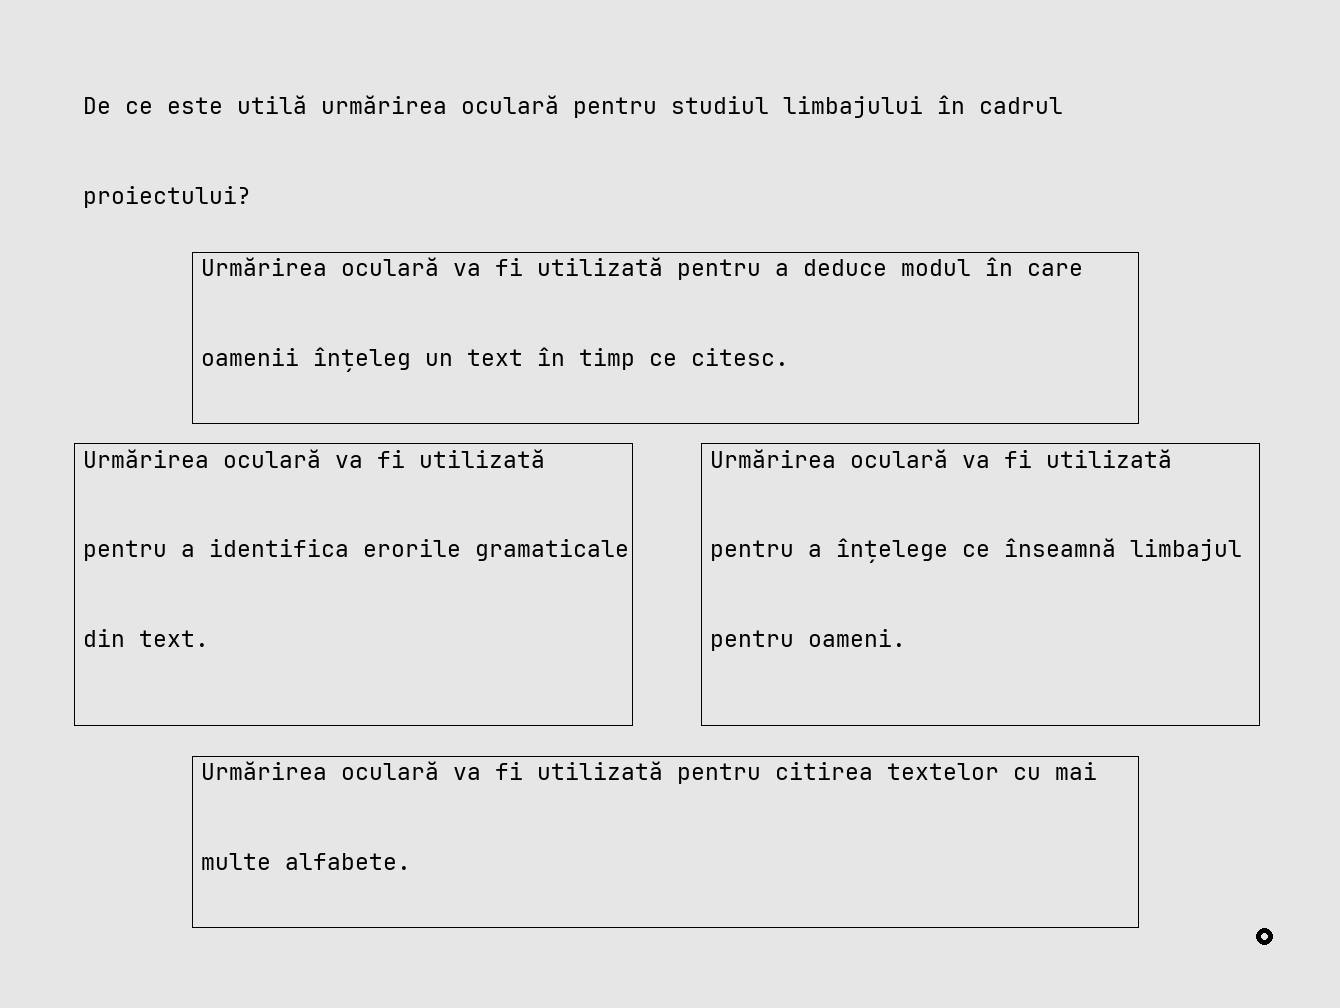 De ce este utilă urmărirea oculară pentru studiul limbajului în cadrul
proiectului?
Urmărirea oculară va fi utilizată pentru a deduce modul în care
oamenii înțeleg un text în timp ce citesc.
Urmărirea oculară va fi utilizată
pentru a identifica erorile gramaticale
din text.
Urmărirea oculară va fi utilizată
pentru a înțelege ce înseamnă limbajul
pentru oameni.
Urmărirea oculară va fi utilizată pentru citirea textelor cu mai
multe alfabete.